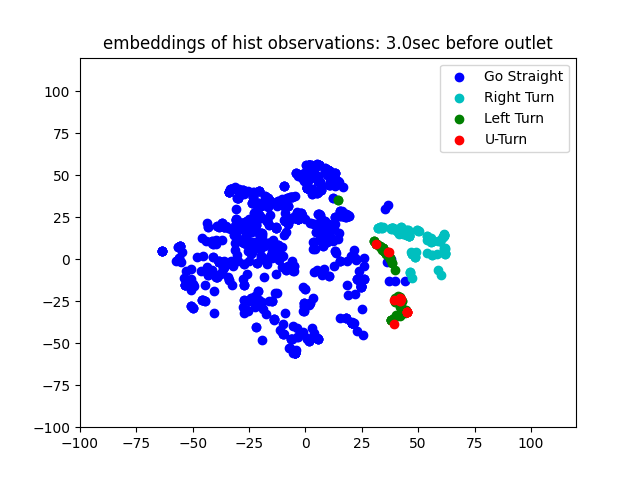 embeddings of hist observations: 3.0sec before outlet
Go Straight
Right Turn
Left Turn
U-Turn
100
75
50
25
0
−25
−50
−75
−100
−100 −75 −50 −25 0 25 50 75 100